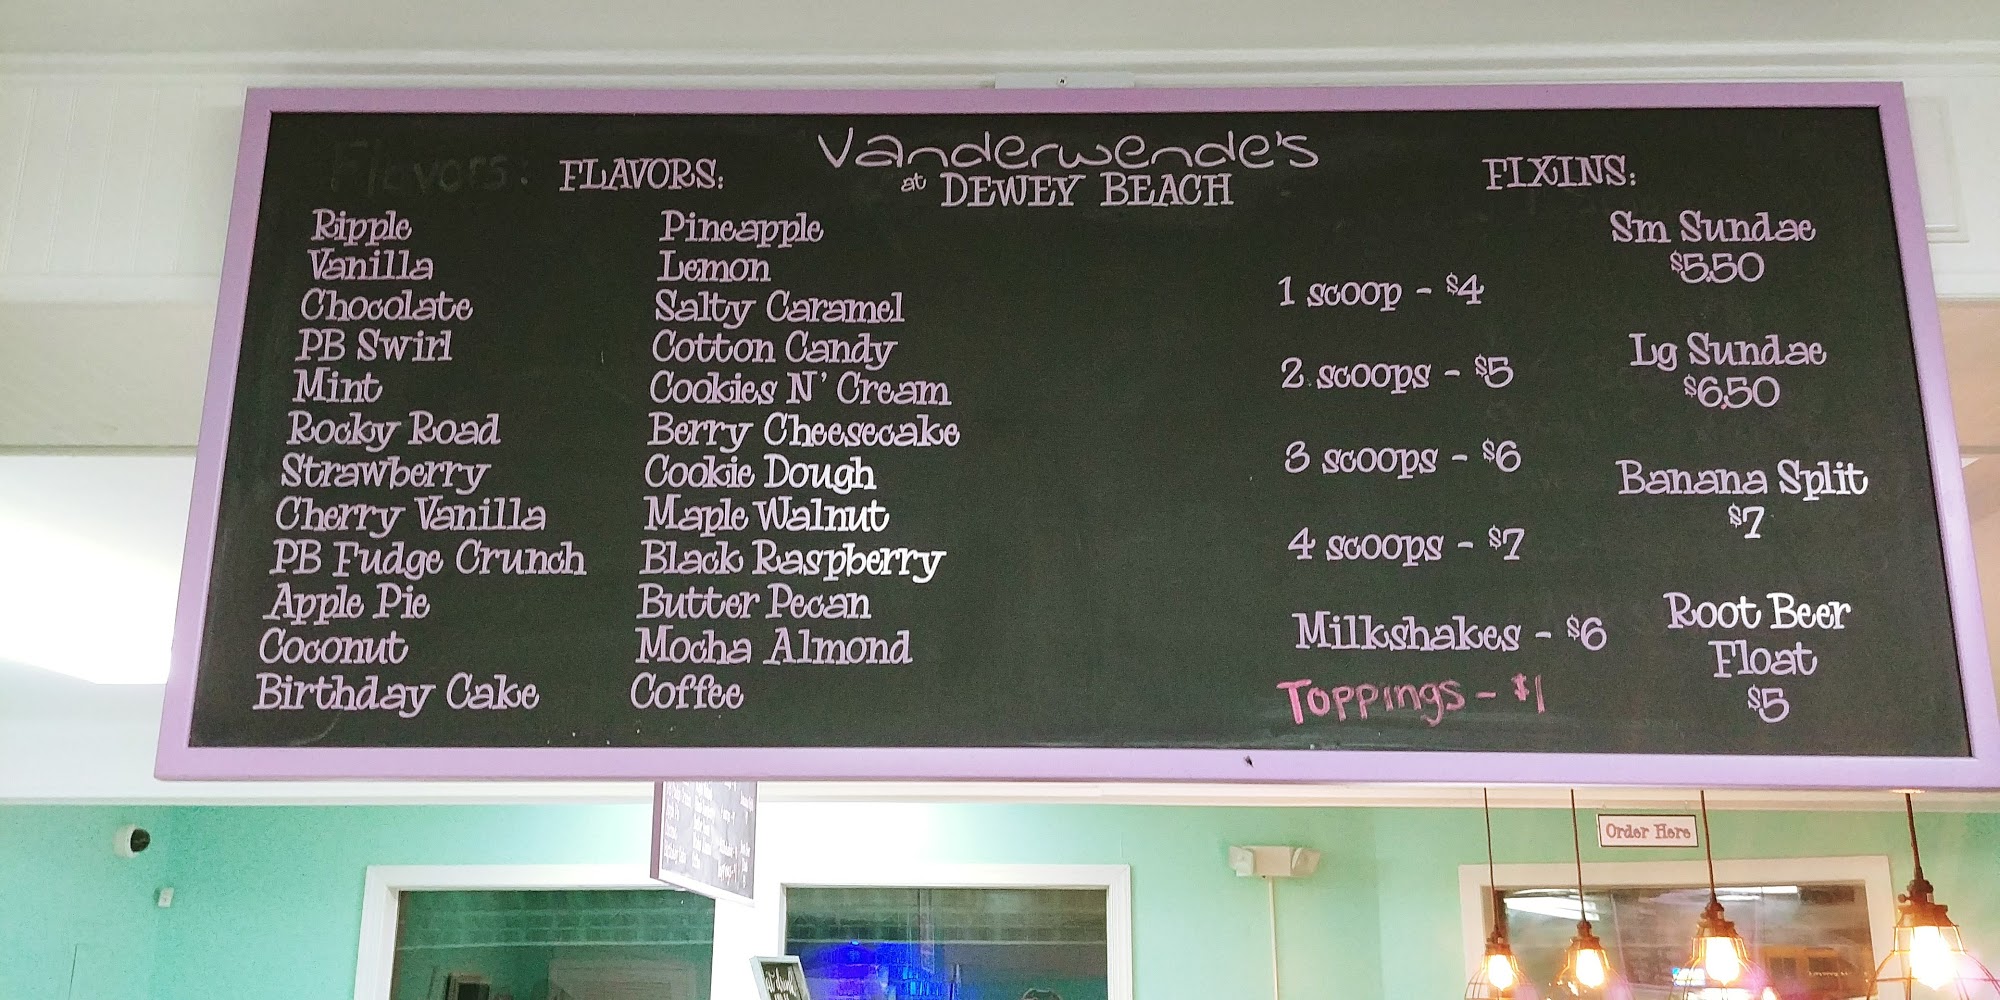 Vanderwende's
at DEWEY BEACH
Flavors:
FLAVORS:
Ripple
Vanilla
Chocolate
PB Swirl
Mint
Rocky Road
Strawberry
Cherry Vanilla
PB Fudge Crunch
Apple Pie
Coconut
Birthday Cake
Pineapple
Lemon
Salty Caramel
Cotton Candy
Cookies N' Cream
Berry Cheesecake
Cookie Dough
Maple Walnut
Black Raspberry
Butter Pecan
Mocha Almond
Coffee
1 scoop - $4
2 scoops - $5
3 scoops - $6
4 scoops - $7
Milkshakes - $6
Toppings - $1
FIXINS:
Sm Sundae
$5.50
Lg Sundae
$6.50
Banana Split
$7
Root Beer
Float
$5
Order Here